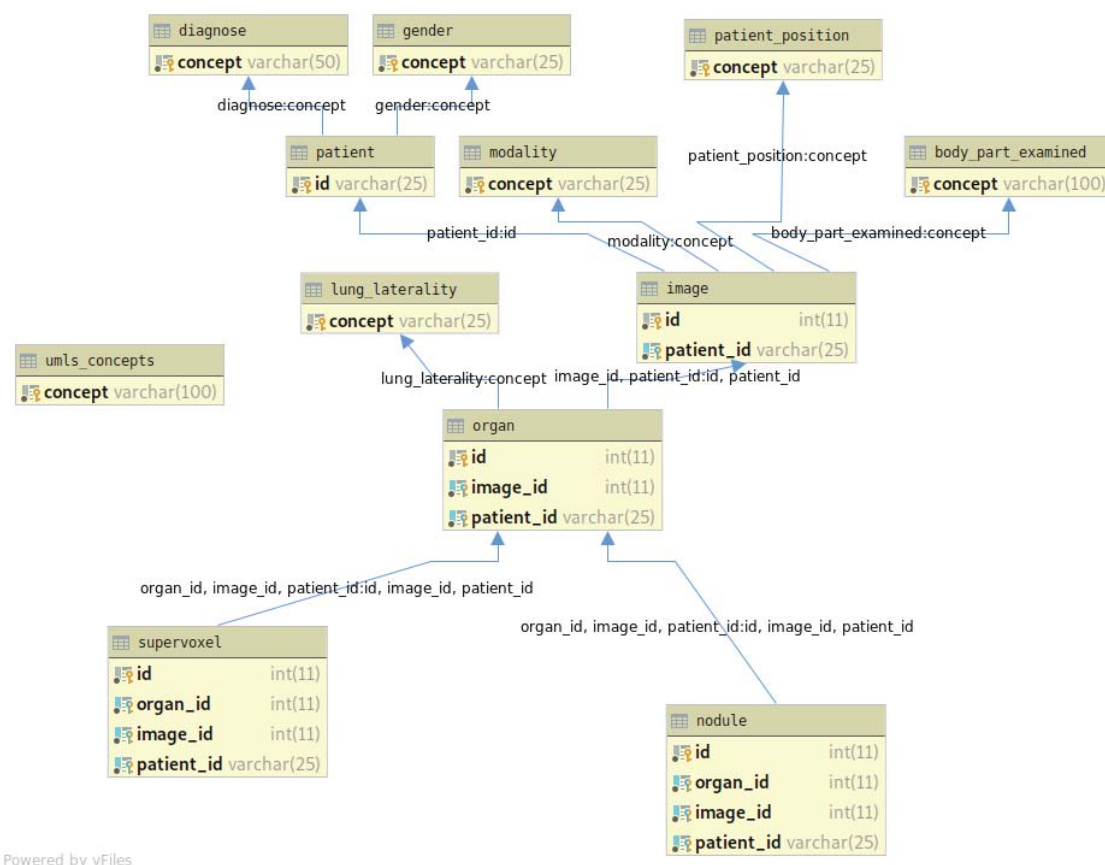 diagnose
concept varchar(50)
gender
concept varchar(25)
patient_position
concept varchar(25)
diagnose:concept
gender:concept
patient
id varchar(25)
modality
concept varchar(25)
patient_position:concept
body_part_examined
concept varchar(100)
patient_id:id
modality:concept
body_part_examined:concept
lung_laterality
concept varchar(25)
image
id int(11)
patient_id varchar(25)
umls_concepts
concept varchar(100)
lung_laterality:concept
image_id, patient_id:id, patient_id
organ
id int(11)
image_id int(11)
patient_id varchar(25)
organ_id, image_id, patient_id:id, image_id, patient_id
organ_id, image_id, patient_id:id, image_id, patient_id
supervoxel
id int(11)
organ_id int(11)
image_id int(11)
patient_id varchar(25)
nodule
id int(11)
organ_id int(11)
image_id int(11)
patient_id varchar(25)
Powered by yFiles